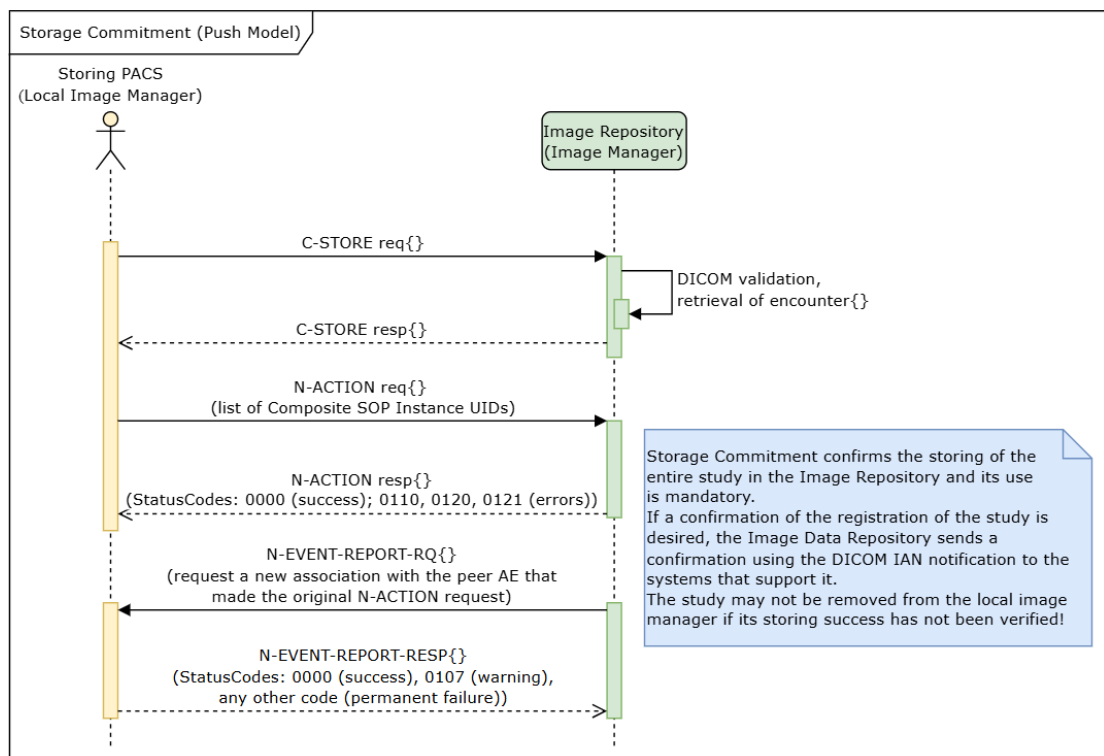 Storage Commitment (Push Model)
Storing PACS
(Local Image Manager)
Image Repository
(Image Manager)
C-STORE req{}
DICOM validation,
retrieval of encounter{}
C-STORE resp{}
N-ACTION req{}
(list of Composite SOP Instance UIDs)
N-ACTION resp{}
(StatusCodes: 0000 (success); 0110, 0120, 0121 (errors))
Storage Commitment confirms the storing of the
entire study in the Image Repository and its use
is mandatory.
If a confirmation of the registration of the study is
desired, the Image Data Repository sends a
confirmation using the DICOM IAN notification to the
systems that support it.
The study may not be removed from the local image
manager if its storing success has not been verified!
N-EVENT-REPORT-RQ{}
(request a new association with the peer AE that
made the original N-ACTION request)
N-EVENT-REPORT-RESP{}
(StatusCodes: 0000 (success), 0107 (warning),
any other code (permanent failure))